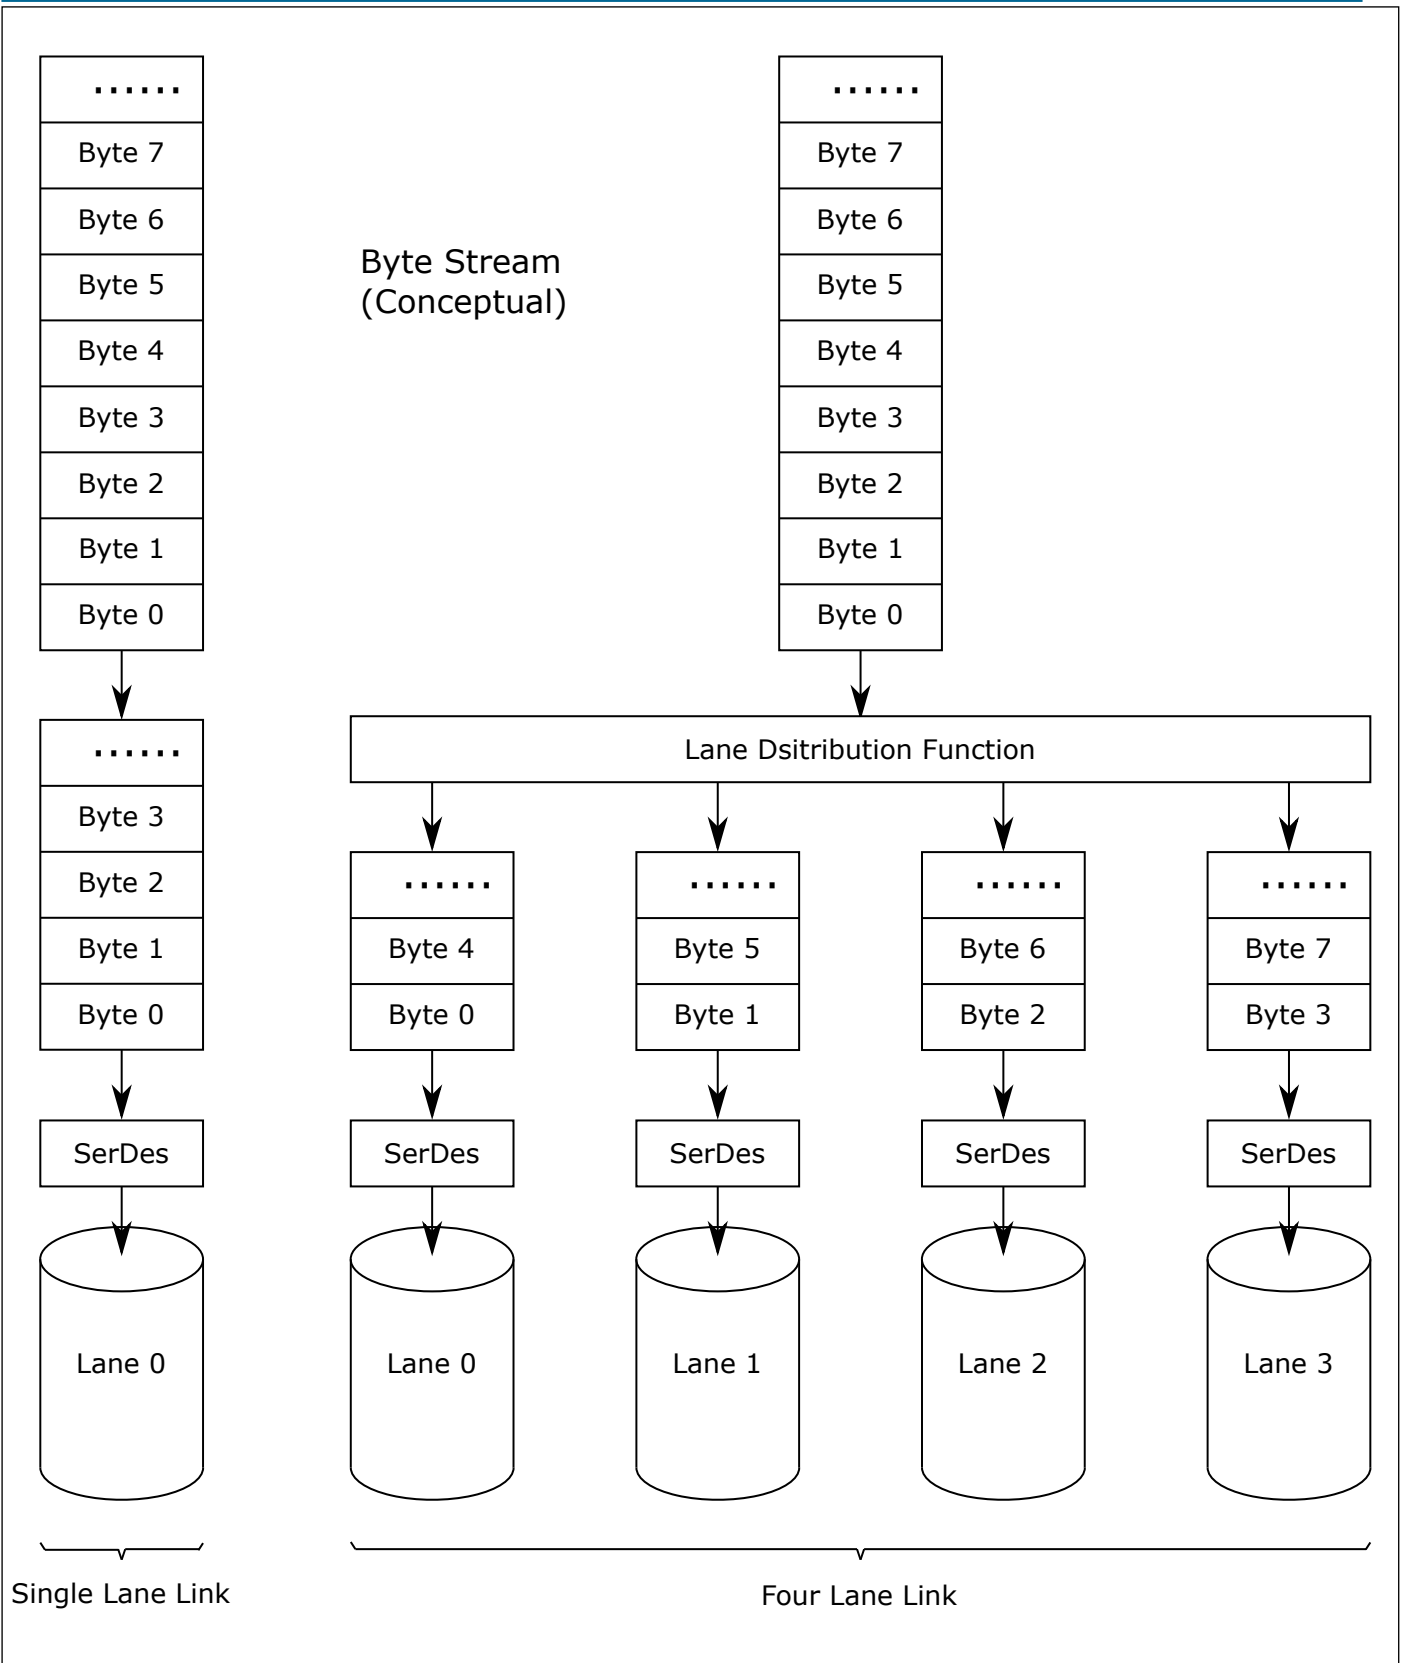 ......
Byte 7
Byte 6
Byte 5
Byte 4
Byte 3
Byte 2
Byte 1
Byte 0
......
Byte 3
Byte 2
Byte 1
Byte 0
SerDes
Lane 0
Single Lane Link
Byte Stream
(Conceptual)
......
Byte 7
Byte 6
Byte 5
Byte 4
Byte 3
Byte 2
Byte 1
Byte 0
Lane Dsitribution Function
......
Byte 4
Byte 0
SerDes
Lane 0
......
Byte 5
Byte 1
SerDes
Lane 1
......
Byte 6
Byte 2
SerDes
Lane 2
......
Byte 7
Byte 3
SerDes
Lane 3
Four Lane Link